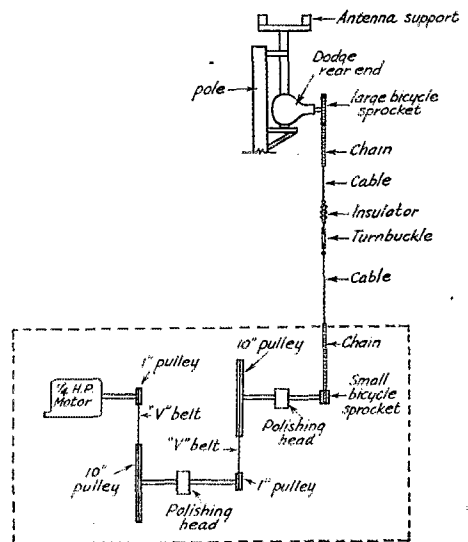 Antenna support
Dodge
rear end
pole
large bicycle
sprocket
Chain
Cable
Insulator
Turnbuckle
Cable
10" pulley
Chain
1" pulley
1/4 H.P.
Motor
"V" belt
Small
bicycle
sprocket
Polishing
head
"V" belt
10"
pulley
1" pulley
Polishing
head